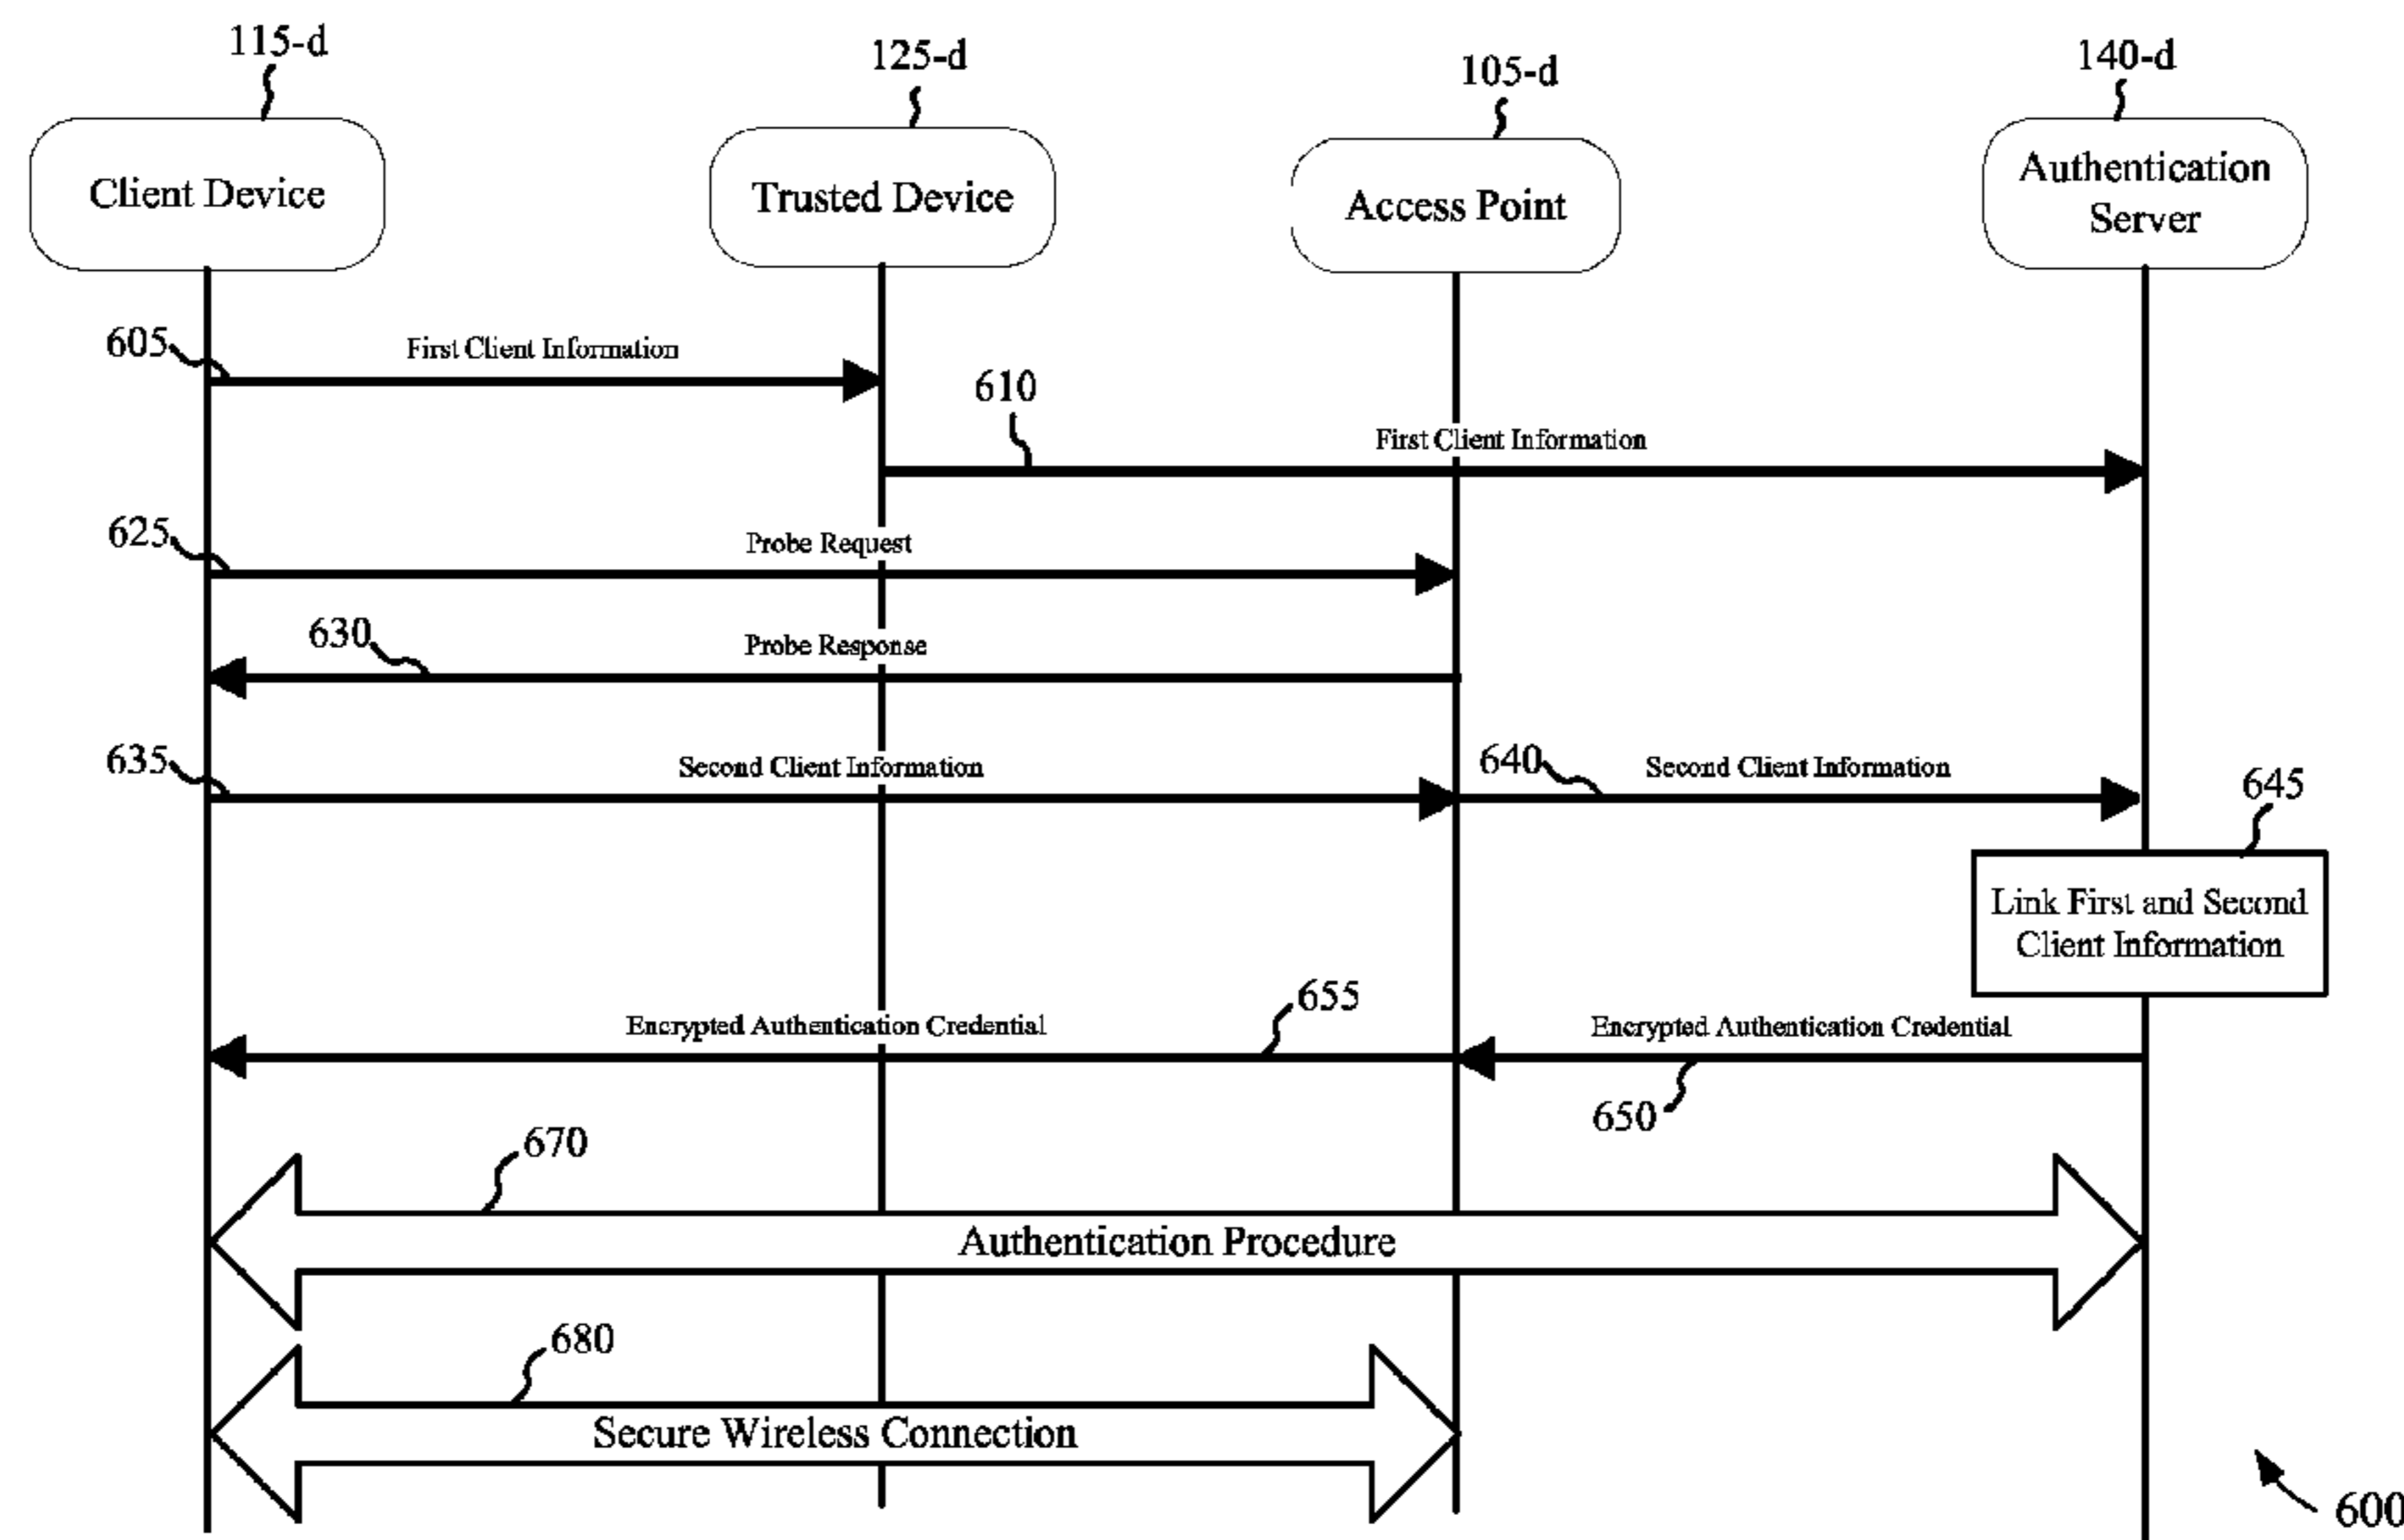 115-d
125-d
105-d
140-d
Client Device
Trusted Device
Access Point
Authentication
Server
605
First Client Information
610
First Client Information
625
Probe Request
630
Probe Response
635
Second Client Information
640
Second Client Information
645
Link First and Second
Client Information
655
Encrypted Authentication Credential
Encrypted Authentication Credential
650
670
Authentication Procedure
680
Secure Wireless Connection
600